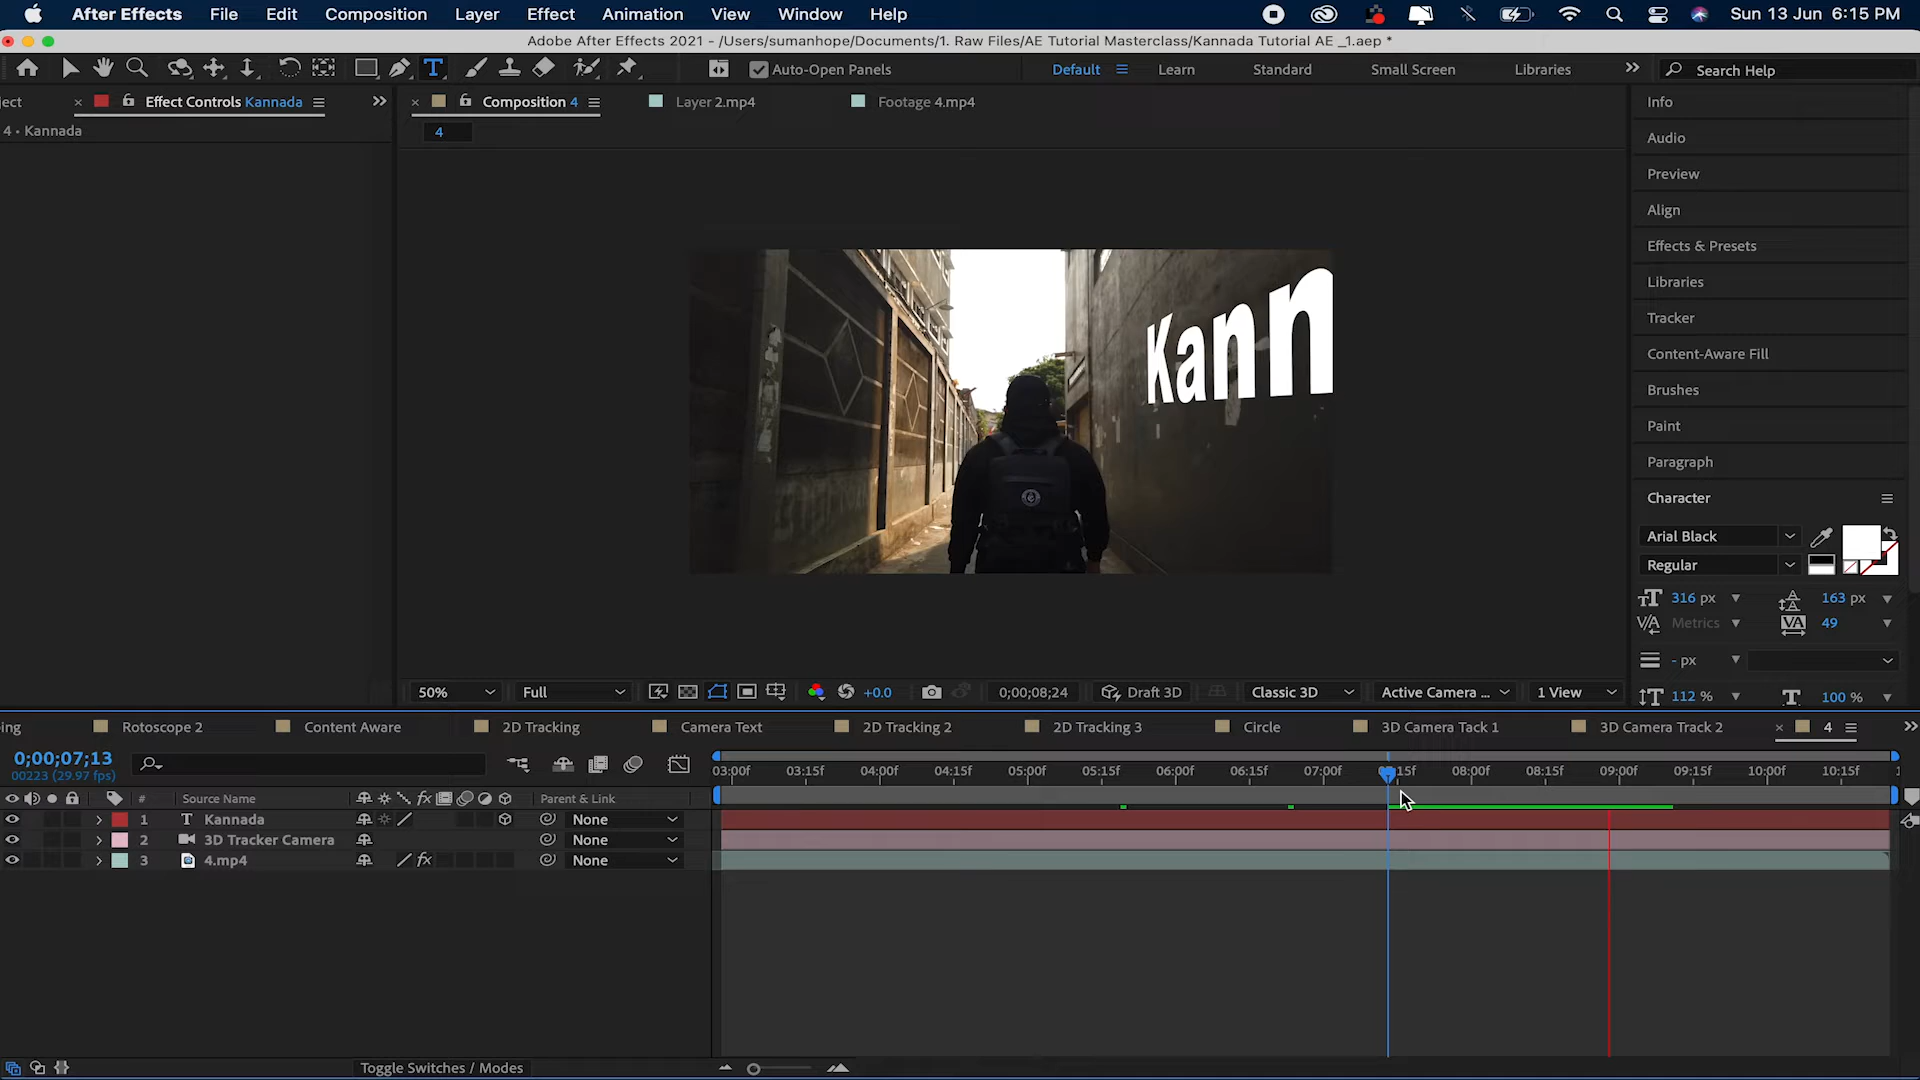 After Effects File Edit Composition Layer Effect Animation View Window Help Sun 13 Jun 6:15 PM
Adobe After Effects 2021 - /Users/sumanhope/Documents/1. Raw Files/AE Tutorial Masterclass/Kannada Tutorial AE _1.aep *
Auto-Open Panels Default Learn Standard Small Screen Libraries Search Help
ject Effect Controls Kannada Composition 4 Layer 2.mp4 Footage 4.mp4 Info
4 • Kannada 4
Audio
Preview
Align
Effects & Presets
Libraries
Tracker
Content-Aware Fill
Brushes
Paint
Paragraph
Character
Kann
Arial Black
Regular
316 px 163 px
Metrics 49
- px
112 % 100 %
50% Full +0.0 0;00;08;24 Draft 3D Classic 3D Active Camera ... 1 View
ing Rotoscope 2 Content Aware 2D Tracking Camera Text 2D Tracking 2 2D Tracking 3 Circle 3D Camera Tack 1 3D Camera Track 2 4
0;00;07;13
00223 (29.97 fps)
03:00f 03:15f 04:00f 04:15f 05:00f 05:15f 06:00f 06:15f 07:00f 15f 08:00f 08:15f 09:00f 09:15f 10:00f 10:15f 1
# Source Name Parent & Link
1 T Kannada None
2 3D Tracker Camera None
3 4.mp4 fx None
Toggle Switches / Modes